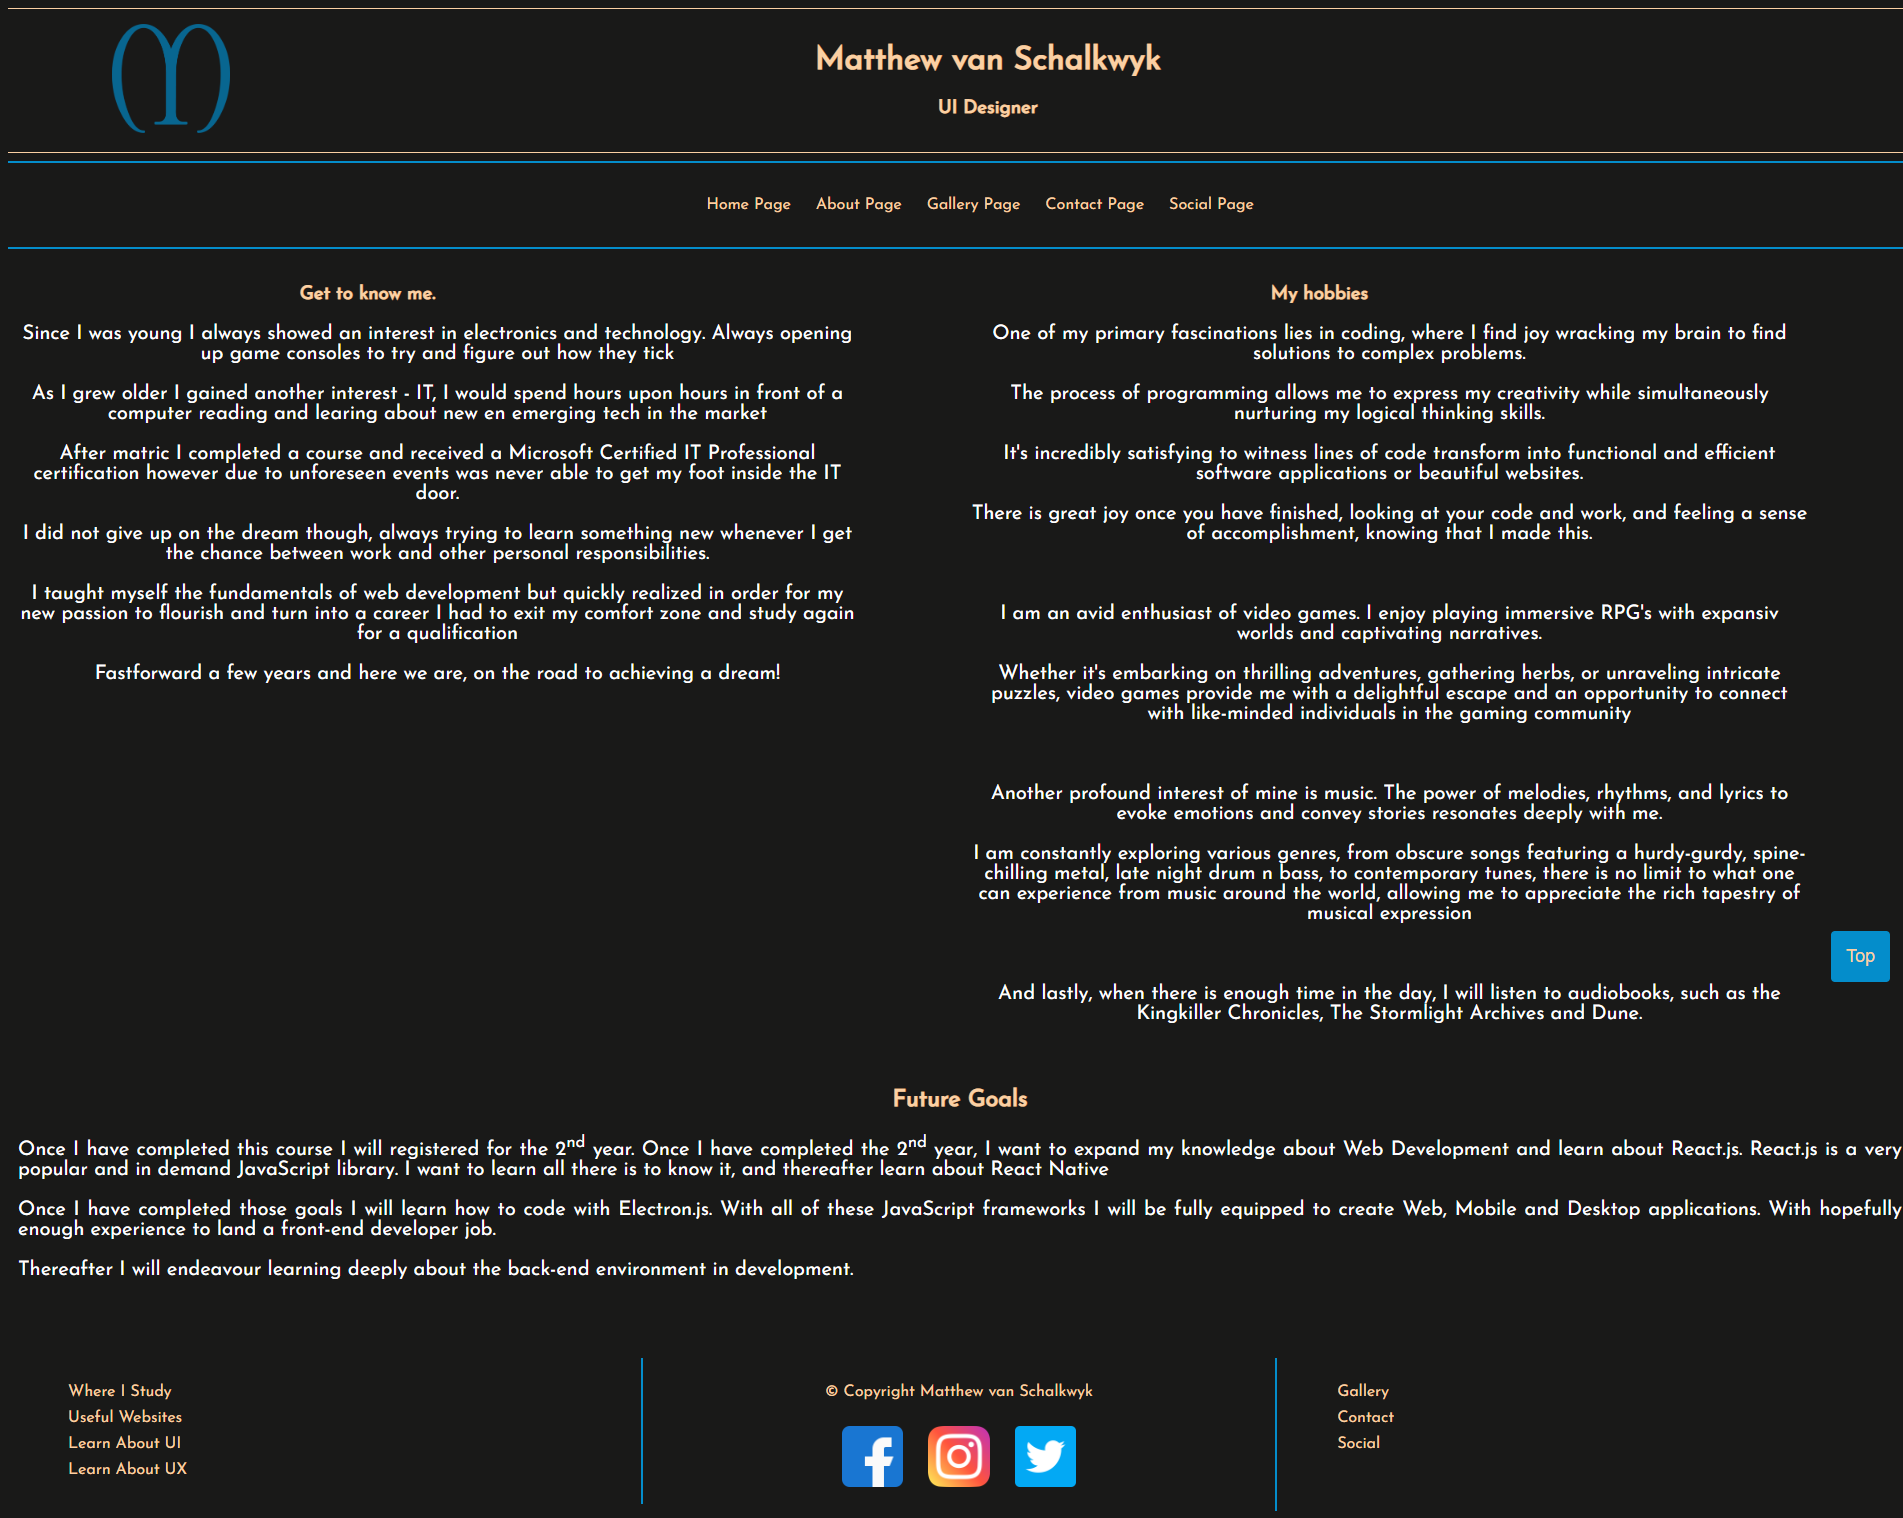 Matthew van Schalkwyk
UI Designer
Home Page
About Page
Gallery Page
Contact Page
Social Page
Get to know me.
Since I was young I always showed an interest in electronics and technology. Always opening
up game consoles to try and figure out how they tick
As I grew older I gained another interest - IT, I would spend hours upon hours in front of a
computer reading and learing about new en emerging tech in the market
After matric I completed a course and received a Microsoft Certified IT Professional
certification however due to unforeseen events was never able to get my foot inside the IT
door.
I did not give up on the dream though, always trying to learn something new whenever I get
the chance between work and other personal responsibilities.
I taught myself the fundamentals of web development but quickly realized in order for my
new passion to flourish and turn into a career I had to exit my comfort zone and study again
for a qualification
Fastforward a few years and here we are, on the road to achieving a dream!
My hobbies
One of my primary fascinations lies in coding, where I find joy wracking my brain to find
solutions to complex problems.
The process of programming allows me to express my creativity while simultaneously
nurturing my logical thinking skills.
It's incredibly satisfying to witness lines of code transform into functional and efficient
software applications or beautiful websites.
There is great joy once you have finished, looking at your code and work, and feeling a sense
of accomplishment, knowing that I made this.
I am an avid enthusiast of video games. I enjoy playing immersive RPG's with expansiv
worlds and captivating narratives.
Whether it's embarking on thrilling adventures, gathering herbs, or unraveling intricate
puzzles, video games provide me with a delightful escape and an opportunity to connect
with like-minded individuals in the gaming community
Another profound interest of mine is music. The power of melodies, rhythms, and lyrics to
evoke emotions and convey stories resonates deeply with me.
I am constantly exploring various genres, from obscure songs featuring a hurdy-gurdy, spine-
chilling metal, late night drum n bass, to contemporary tunes, there is no limit to what one
can experience from music around the world, allowing me to appreciate the rich tapestry of
musical expression
And lastly, when there is enough time in the day, I will listen to audiobooks, such as the
Kingkiller Chronicles, The Stormlight Archives and Dune.
Top
Future Goals
Once I have completed this course I will registered for the 2nd year. Once I have completed the 2nd year, I want to expand my knowledge about Web Development and learn about React.js. React.js is a very
popular and in demand JavaScript library. I want to learn all there is to know it, and thereafter learn about React Native
Once I have completed those goals I will learn how to code with Electron.js. With all of these JavaScript frameworks I will be fully equipped to create Web, Mobile and Desktop applications. With hopefully
enough experience to land a front-end developer job.
Thereafter I will endeavour learning deeply about the back-end environment in development.
Where I Study
Useful Websites
Learn About UI
Learn About UX
© Copyright Matthew van Schalkwyk
Gallery
Contact
Social